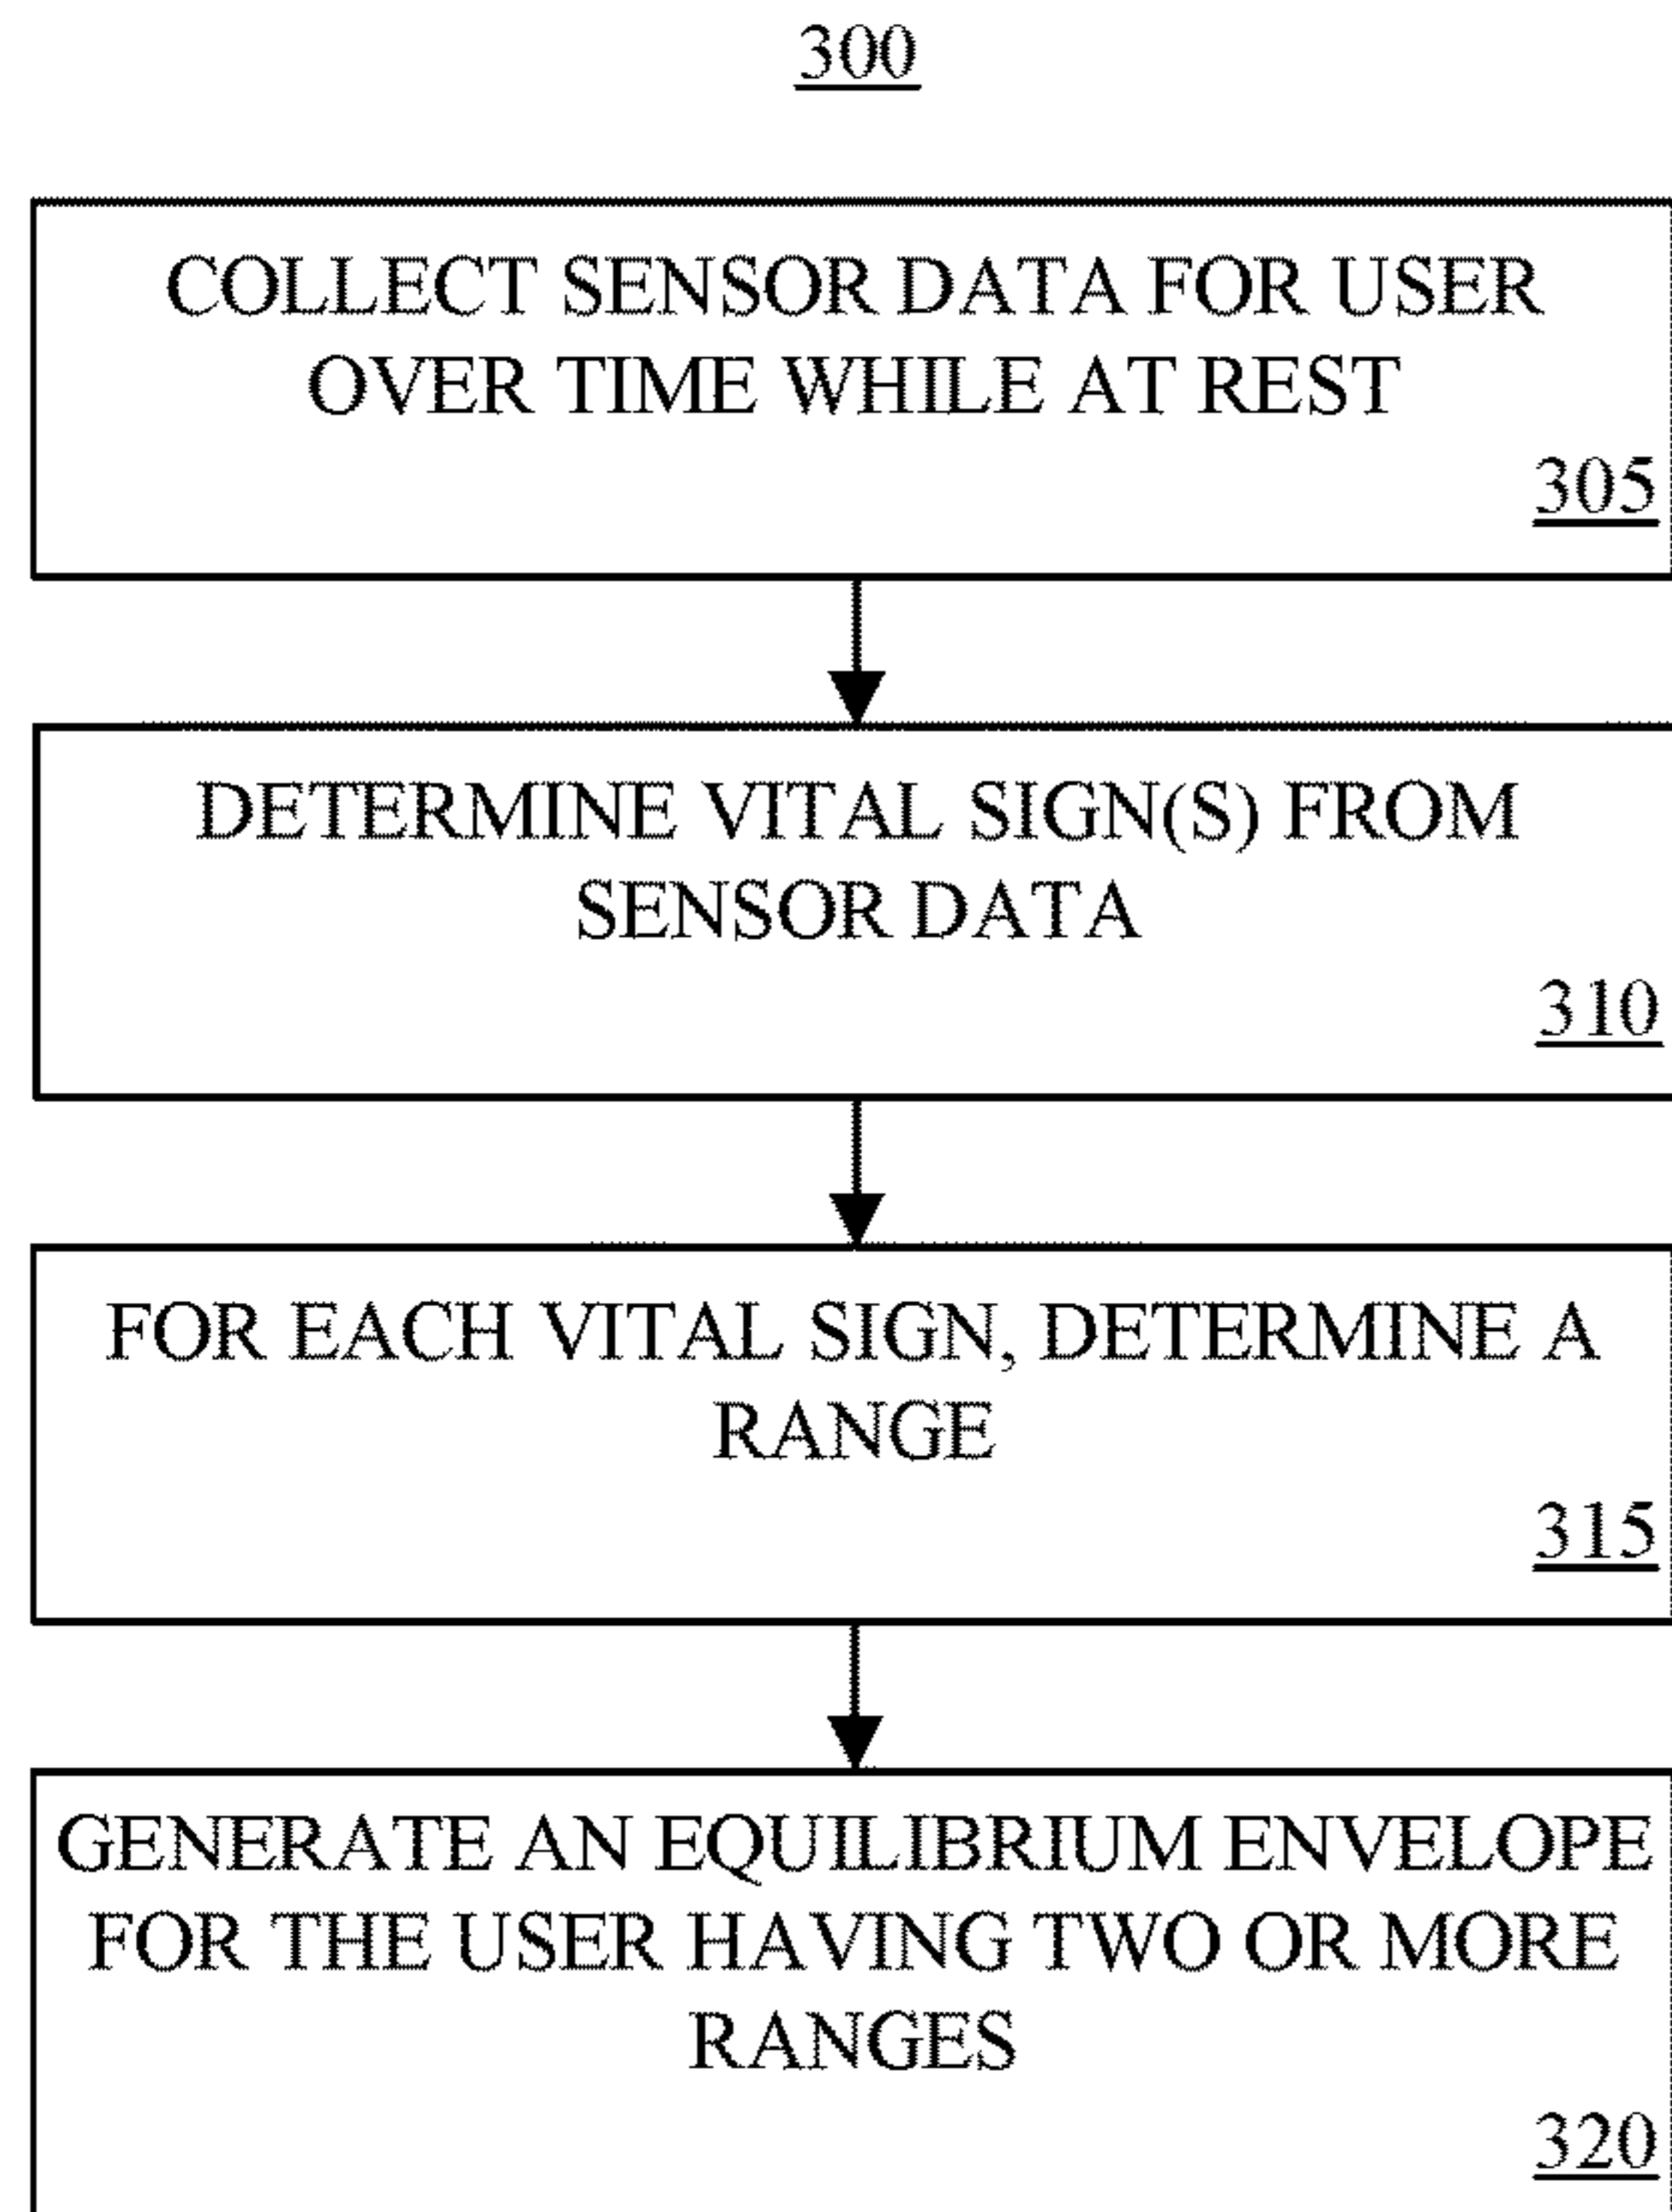 300
COLLECT SENSOR DATA FOR USER
OVER TIME WHILE AT REST
305
DETERMINE VITAL SIGN(S) FROM
SENSOR DATA
310
FOR EACH VITAL SIGN, DETERMINE A
RANGE
315
GENERATE AN EQUILIBRIUM ENVELOPE
FOR THE USER HAVING TWO OR MORE
RANGES
320